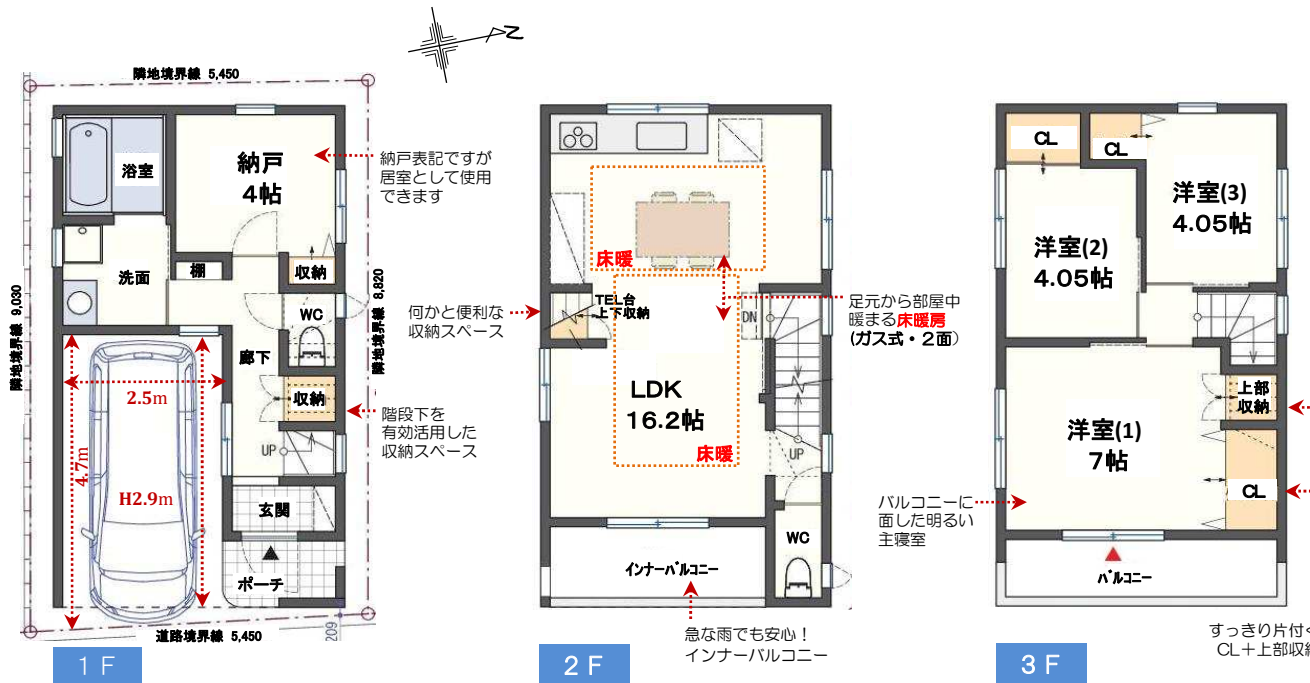 N
隣地境界線 5,450
隣地境界線 9,030
隣地境界線 8,820
浴室
納戸
4帖
納戸表記ですが
居室として使用
できます
洗面
棚
収納
WC
廊下
収納
階段下を
有効活用した
収納スペース
2.5m
4.7m
H2.9m
UP
玄関
ポーチ
道路境界線 5,450
209
1F
床暖
何かと便利な
収納スペース
TEL台
上下収納
DN
足元から部屋中
暖まる床暖房
(ガス式・2面)
LDK
16.2帖
床暖
UP
WC
インナーバルコニー
急な雨でも安心！
インナーバルコニー
2F
CL
CL
洋室(3)
4.05帖
洋室(2)
4.05帖
上部
収納
洋室(1)
7帖
CL
バルコニーに
面した明るい
主寝室
バルコニー
すっきり片付く
CL＋上部収納
3F